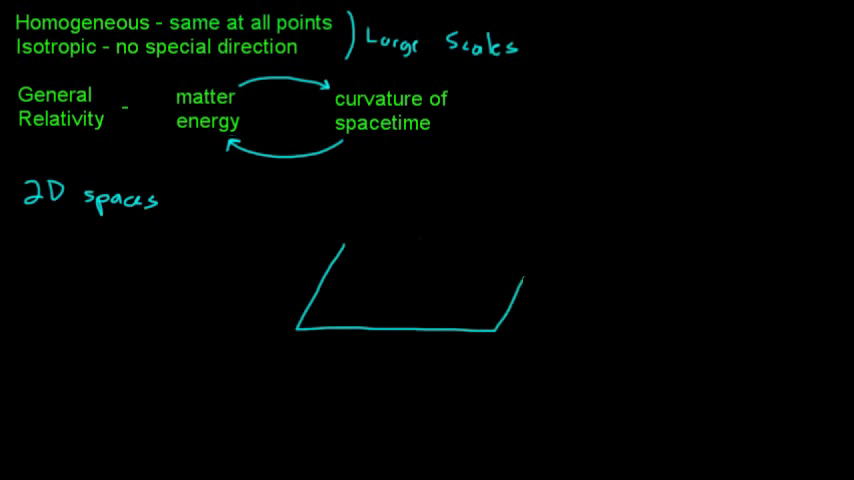 Homogeneous - same at all points
Isotropic - no special direction
Large Scales
General Relativity - matter energy
curvature of spacetime
2D spaces